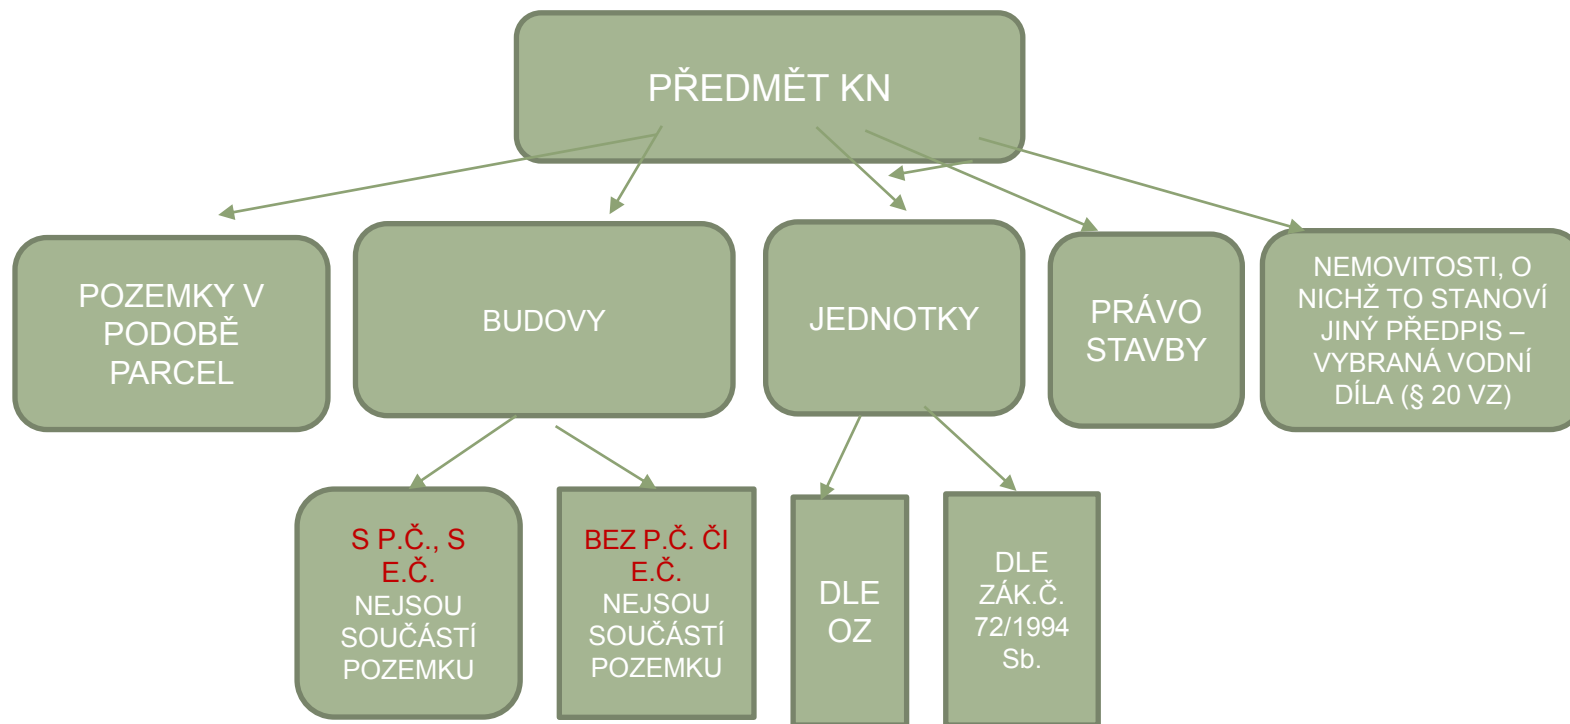 PŘEDMĚT KN
POZEMKY V
PODOBĚ
PARCEL
BUDOVY
JEDNOTKY
PRÁVO
STAVBY
NEMOVITOSTI, O
NICHŽ TO STANOVÍ
JINÝ PŘEDPIS –
VYBRANÁ VODNÍ
DÍLA (§ 20 VZ)
S P.Č., S
E.Č.
NEJSOU
SOUČÁSTÍ
POZEMKU
BEZ P.Č. ČI
E.Č.
NEJSOU
SOUČÁSTÍ
POZEMKU
DLE
OZ
DLE
ZÁK.Č.
72/1994
Sb.